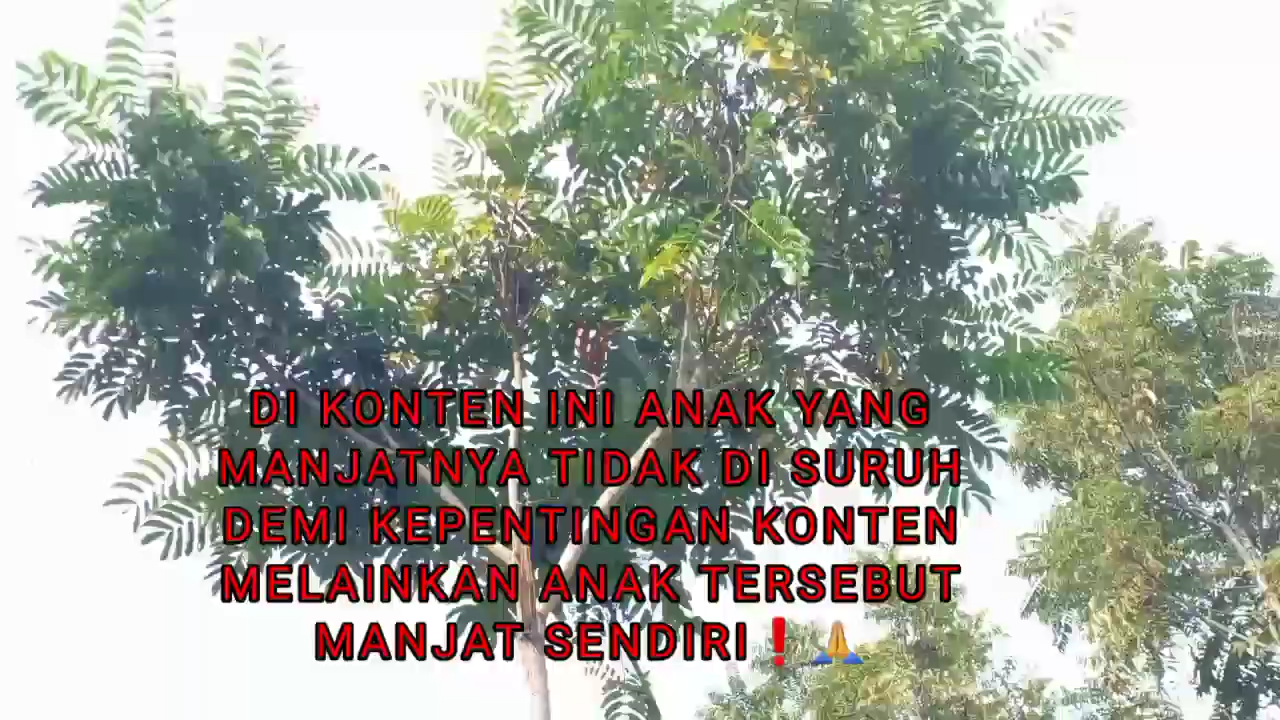 DI KONTEN INI ANAK YANG
MANJATNYA TIDAK DI SURUH
DEMI KEPENTINGAN KONTEN
MELAINKAN ANAK TERSEBUT
MANJAT SENDIRI❗🙏